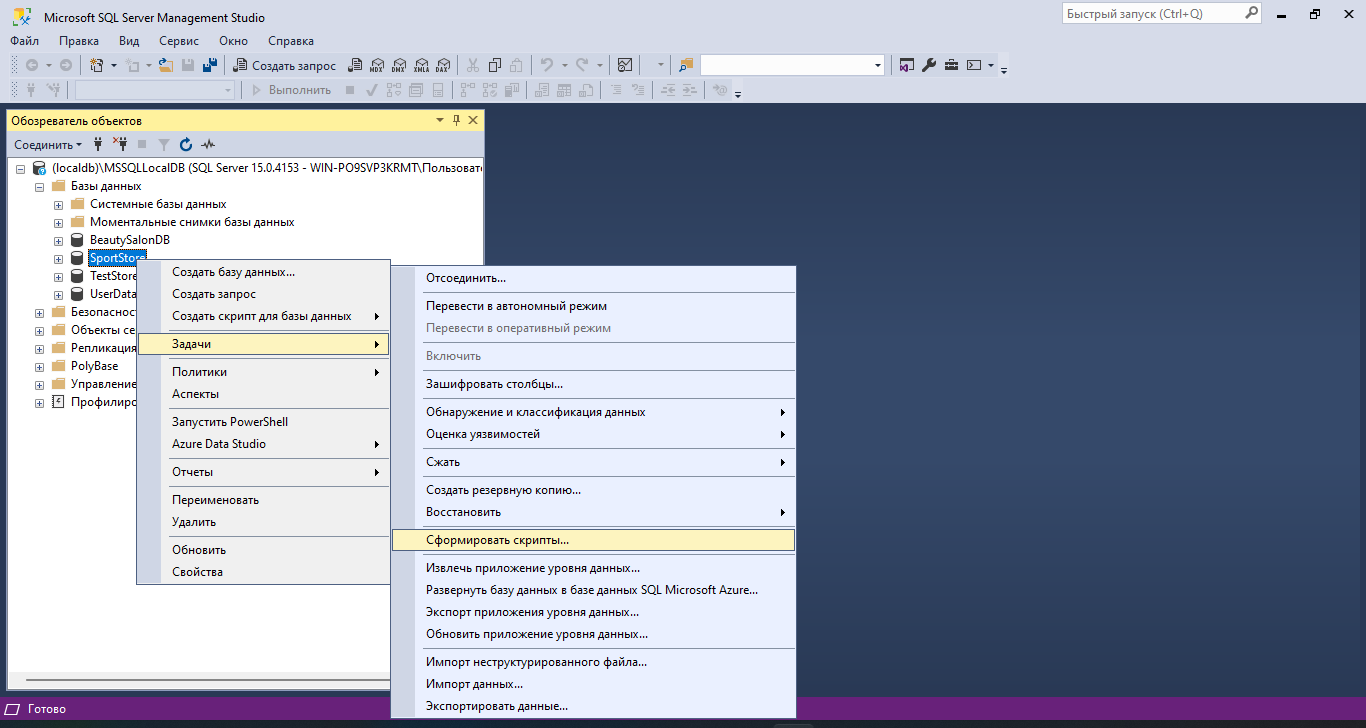 Microsoft SQL Server Management Studio
Быстрый запуск (Ctrl+Q)
Файл Правка Вид Сервис Окно Справка
Создать запрос MDX DMX XMLA DAX
Выполнить
Обозреватель объектов
Соединить
(localdb)\MSSQLLocalDB (SQL Server 15.0.4153 - WIN-PO9SVP3KRMT\Пользовате
Базы данных
Системные базы данных
Моментальные снимки базы данных
BeautySalonDB
SportStore
TestStore
UserData
Безопаснос
Объекты се
Репликация
PolyBase
Управление
Профилиро
Создать базу данных...
Создать запрос
Создать скрипт для базы данных
Задачи
Политики
Аспекты
Запустить PowerShell
Azure Data Studio
Отчеты
Переименовать
Удалить
Обновить
Свойства
Отсоединить...
Перевести в автономный режим
Перевести в оперативный режим
Включить
Зашифровать столбцы...
Обнаружение и классификация данных
Оценка уязвимостей
Сжать
Создать резервную копию...
Восстановить
Сформировать скрипты...
Извлечь приложение уровня данных...
Развернуть базу данных в базе данных SQL Microsoft Azure...
Экспорт приложения уровня данных...
Обновить приложение уровня данных...
Импорт неструктурированного файла...
Импорт данных...
Экспортировать данные...
Готово